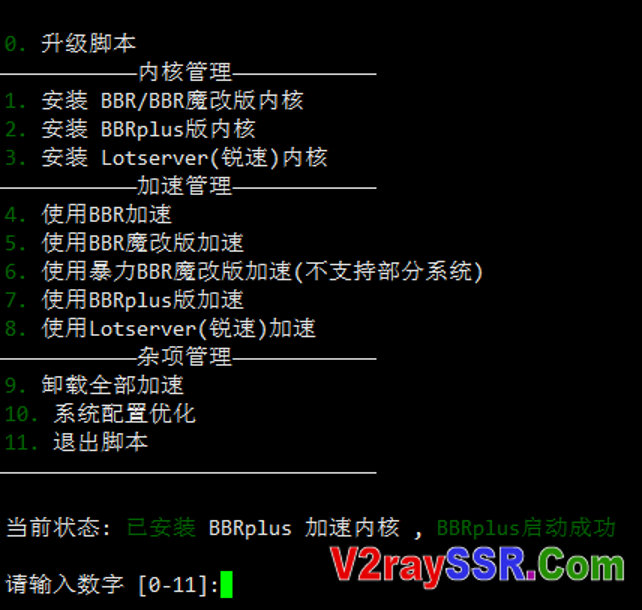 0. 升级脚本
————————内核管理————————
1. 安装 BBR/BBR魔改版内核
2. 安装 BBRplus版内核
3. 安装 Lotserver(锐速)内核
————————加速管理————————
4. 使用BBR加速
5. 使用BBR魔改版加速
6. 使用暴力BBR魔改版加速(不支持部分系统)
7. 使用BBRplus版加速
8. 使用Lotserver(锐速)加速
————————杂项管理————————
9. 卸载全部加速
10. 系统配置优化
11. 退出脚本
————————————————————————
当前状态: 已安装 BBRplus 加速内核 , BBRplus启动成功
V2raySSR.Com
请输入数字 [0-11]: